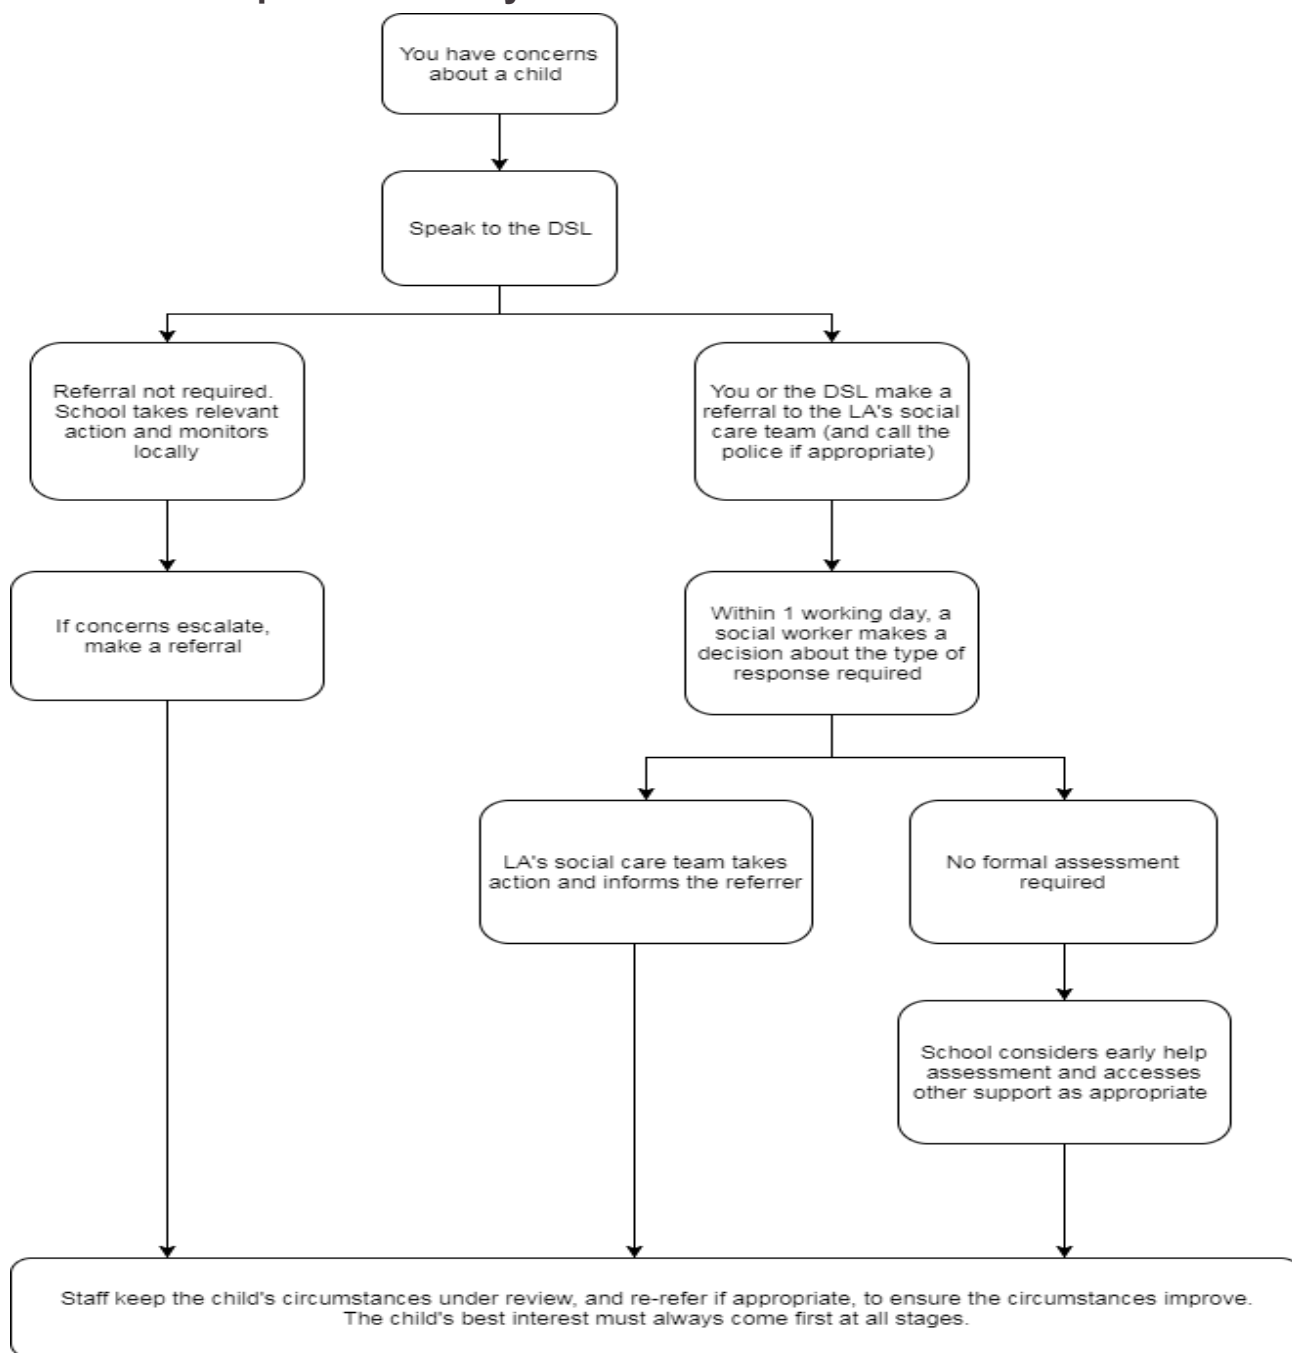 You have concerns
about a child
Speak to the DSL
Referral not required.
School takes relevant
action and monitors
locally
You or the DSL make a
referral to the LA's social
care team (and call the
police if appropriate)
If concerns escalate,
make a referral
Within 1 working day, a
social worker makes a
decision about the type of
response required
LA's social care team takes
action and informs the referrer
No formal assessment
required
School considers early help
assessment and accesses
other support as appropriate
Staff keep the child's circumstances under review, and re-refer if appropriate, to ensure the circumstances improve.
The child's best interest must always come first at all stages.